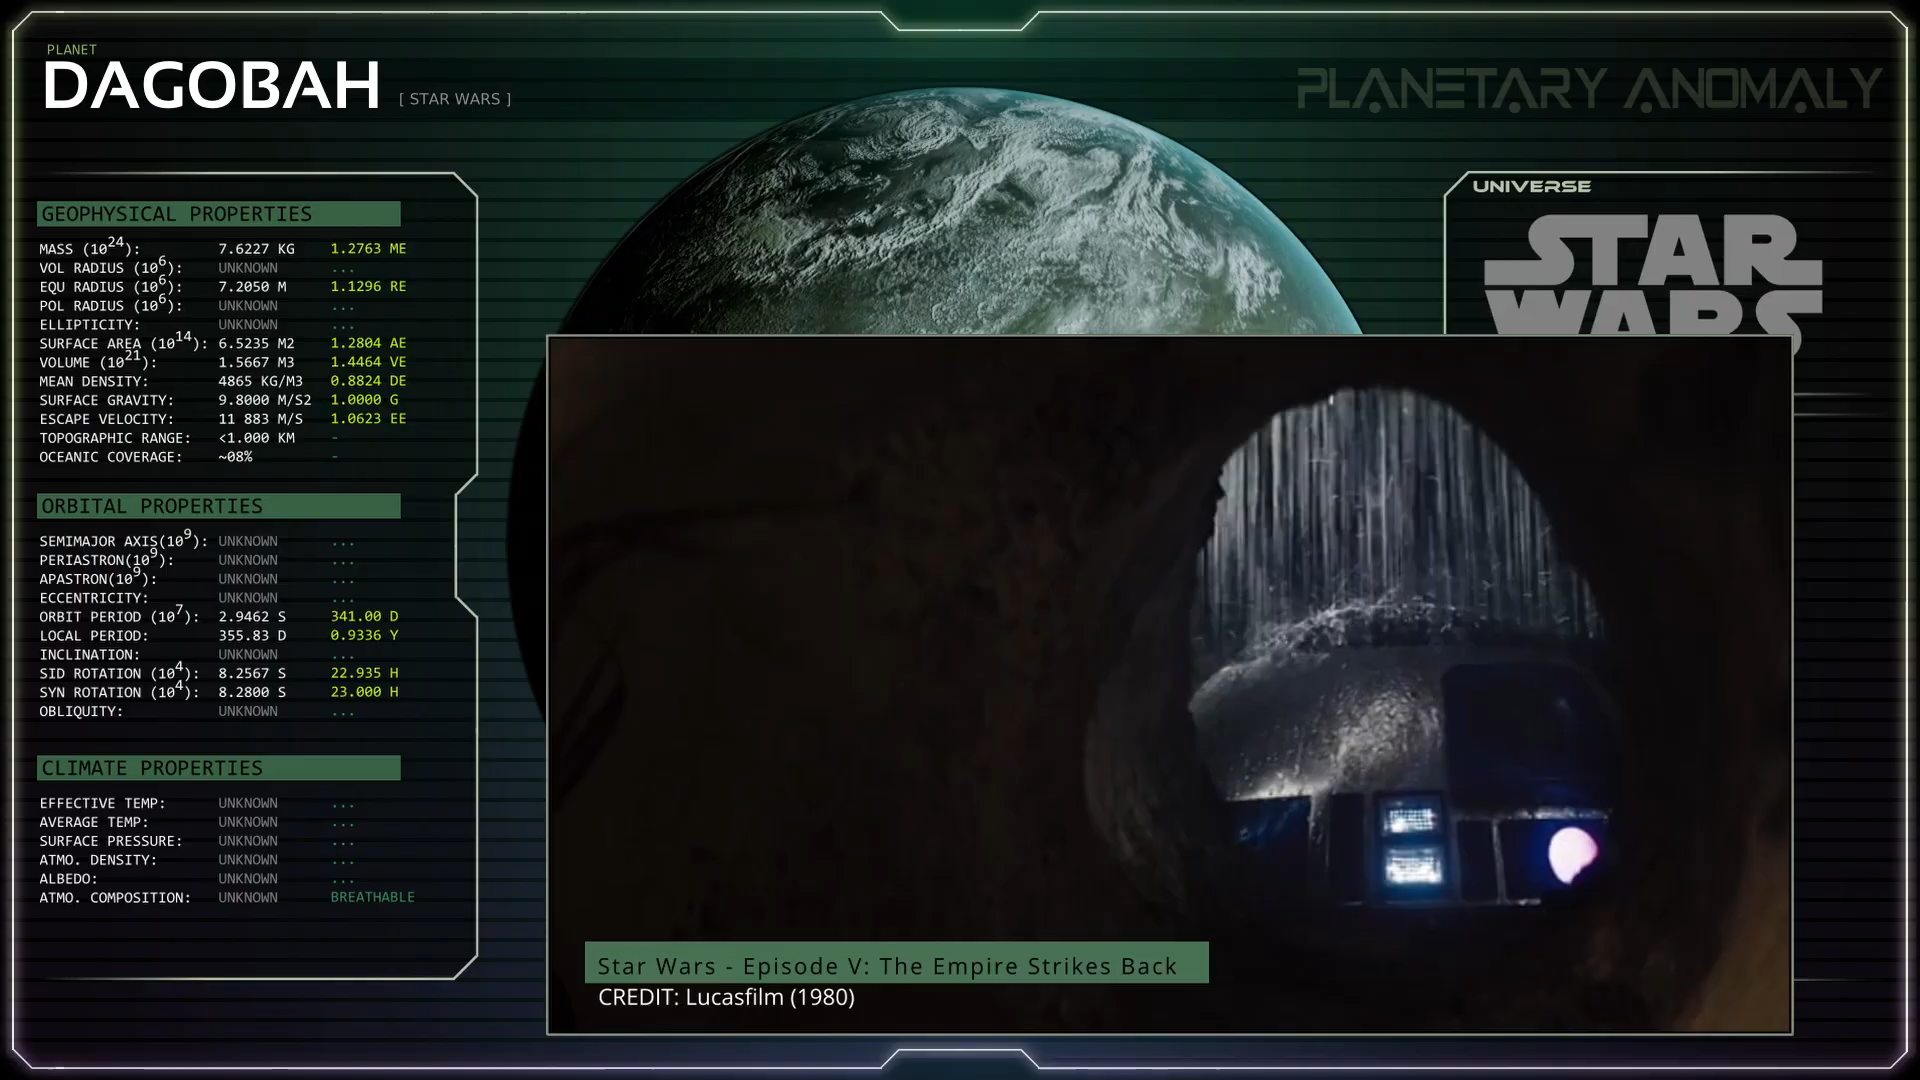 PLANET
DAGOBAH [ STAR WARS ]
PLANETARY ANOMALY
UNIVERSE
STAR
WARS
GEOPHYSICAL PROPERTIES
MASS (10²⁴): 7.6227 KG 1.2763 ME
VOL RADIUS (10⁶): UNKNOWN ...
EQU RADIUS (10⁶): 7.2050 M 1.1296 RE
POL RADIUS (10⁶): UNKNOWN ...
ELLIPTICITY: UNKNOWN ...
SURFACE AREA (10¹⁴): 6.5235 M2 1.2804 AE
VOLUME (10²¹): 1.5667 M3 1.4464 VE
MEAN DENSITY: 4865 KG/M3 0.8824 DE
SURFACE GRAVITY: 9.8000 M/S2 1.0000 G
ESCAPE VELOCITY: 11 883 M/S 1.0623 EE
TOPOGRAPHIC RANGE: <1.000 KM -
OCEANIC COVERAGE: ~08% -
ORBITAL PROPERTIES
SEMIMAJOR AXIS(10⁹): UNKNOWN ...
PERIASTRON(10⁹): UNKNOWN ...
APASTRON(10⁹): UNKNOWN ...
ECCENTRICITY: UNKNOWN ...
ORBIT PERIOD (10⁷): 2.9462 S 341.00 D
LOCAL PERIOD: 355.83 D 0.9336 Y
INCLINATION: UNKNOWN ...
SID ROTATION (10⁴): 8.2567 S 22.935 H
SYN ROTATION (10⁴): 8.2800 S 23.000 H
OBLIQUITY: UNKNOWN ...
CLIMATE PROPERTIES
EFFECTIVE TEMP: UNKNOWN ...
AVERAGE TEMP: UNKNOWN ...
SURFACE PRESSURE: UNKNOWN ...
ATMO. DENSITY: UNKNOWN ...
ALBEDO: UNKNOWN ...
ATMO. COMPOSITION: UNKNOWN BREATHABLE
Star Wars - Episode V: The Empire Strikes Back
CREDIT: Lucasfilm (1980)